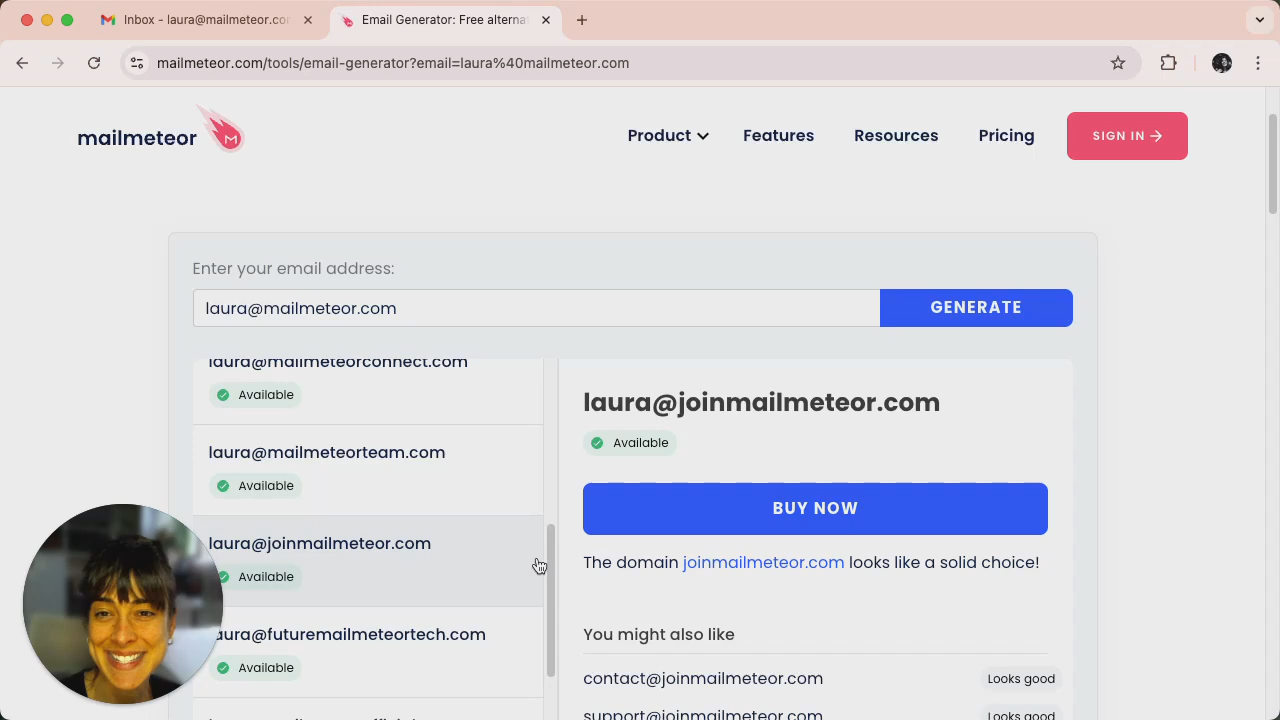 Inbox - laura@mailmeteor.co
Email Generator: Free alterna
mailmeteor.com/tools/email-generator?email=laura%40mailmeteor.com
mailmeteor
Product
Features
Resources
Pricing
SIGN IN
Enter your email address:
laura@mailmeteor.com
GENERATE
laura@mailmeteorconnect.com
Available
laura@mailmeteorteam.com
Available
laura@joinmailmeteor.com
Available
aura@futuremailmeteortech.com
Available
laura@joinmailmeteor.com
Available
BUY NOW
The domain joinmailmeteor.com looks like a solid choice!
You might also like
contact@joinmailmeteor.com
Looks good
support@joinmailmeteor.com
Looks good